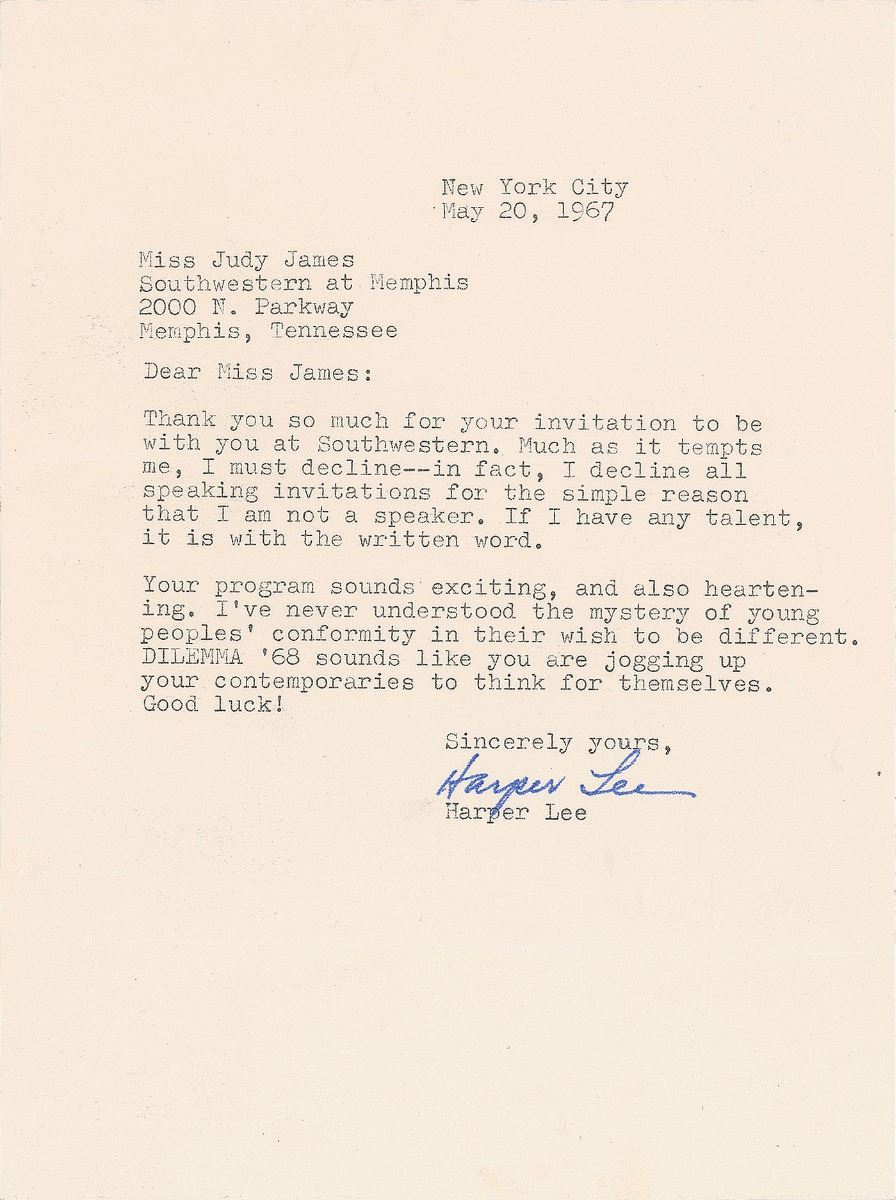 New York City
May 20, 1967
Miss Judy James
Southwestern at Memphis
2000 N. Parkway
Memphis, Tennessee
Dear Miss James:
Thank you so much for your invitation to be
with you at Southwestern. Much as it tempts
me, I must decline--in fact, I decline all
speaking invitations for the simple reason
that I am not a speaker. If I have any talent,
it is with the written word.
Your program sounds exciting, and also hearten-
ing. I've never understood the mystery of young
peoples' conformity in their wish to be different.
DILEMMA '68 sounds like you are jogging up
your contemporaries to think for themselves.
Good luck!
Sincerely yours,
Harper Lee
Harper Lee